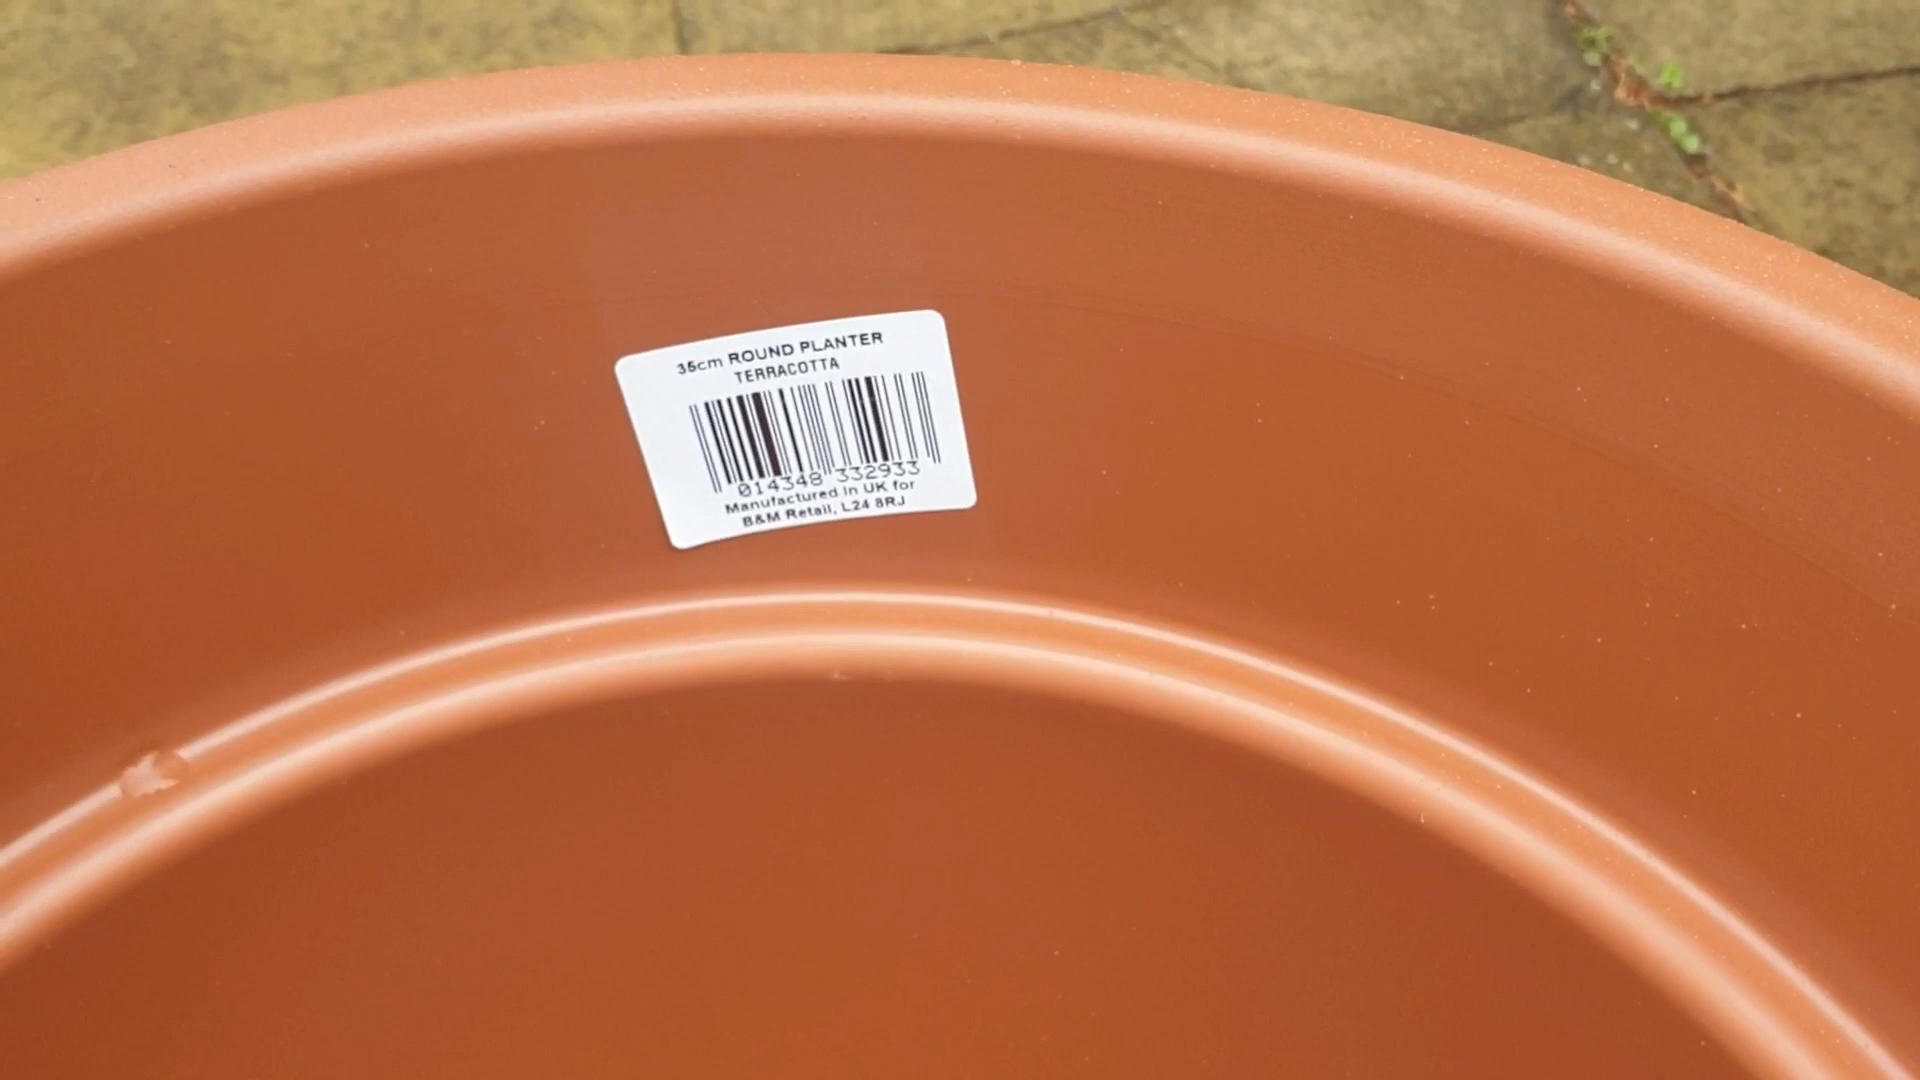 35cm ROUND PLANTER
TERRACOTTA
014348 332933
Manufactured in UK for
B&M Retail, L24 8RJ